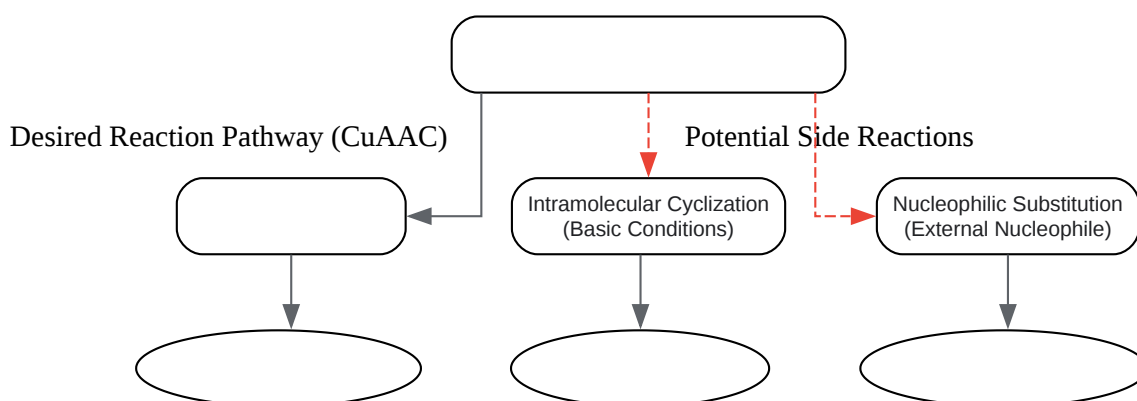 Desired Reaction Pathway (CuAAC)
Potential Side Reactions
Intramolecular Cyclization
(Basic Conditions)
Nucleophilic Substitution
(External Nucleophile)